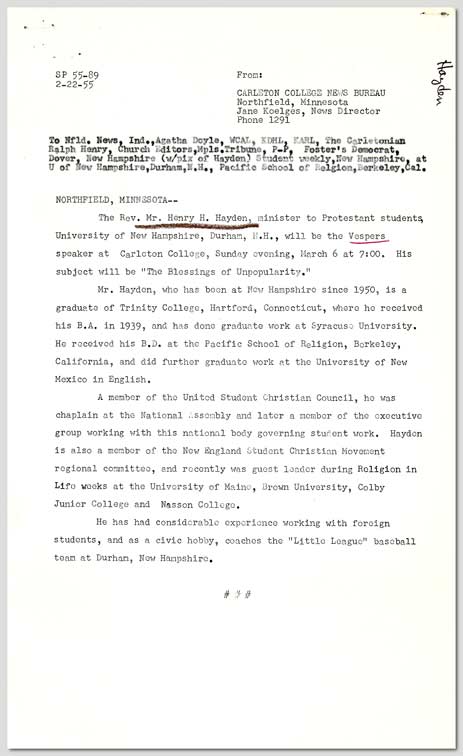 Hayden
SP 55-89
2-22-55
From:
CARLETON COLLEGE NEWS BUREAU
Northfield, Minnesota
Jane Koelges, News Director
Phone 1291
To Nfld. News, Ind.,Agatha Doyle, WCAL, KDHL, KARL, The Carletonian
Ralph Henry, Church Editors,Mpls.Tribune, P-P, Foster's Democrat,
Dover, New Hampshire (w/pix of Hayden) Student weekly,New Hampshire, at
U of New Hampshire,Durham,N.H., Pacific School of Relgion,Berkeley,Cal.
NORTHFIELD, MINNESOTA--
The Rev. Mr. Henry H. Hayden, minister to Protestant students,
University of New Hampshire, Durham, N.H., will be the Vespers
speaker at Carleton College, Sunday evening, March 6 at 7:00. His
subject will be "The Blessings of Unpopularity."
Mr. Hayden, who has been at New Hampshire since 1950, is a
graduate of Trinity College, Hartford, Connecticut, where he received
his B.A. in 1939, and has done graduate work at Syracuse University.
He received his B.D. at the Pacific School of Religion, Berkeley,
California, and did further graduate work at the University of New
Mexico in English.
A member of the United Student Christian Council, he was
chaplain at the National Assembly and later a member of the executive
group working with this national body governing student work. Hayden
is also a member of the New England Student Christian Movement
regional committee, and recently was guest leader during Religion in
Life weeks at the University of Maine, Brown University, Colby
Junior College and Nasson College.
He has had considerable experience working with foreign
students, and as a civic hobby, coaches the "Little League" baseball
team at Durham, New Hampshire.
# # #